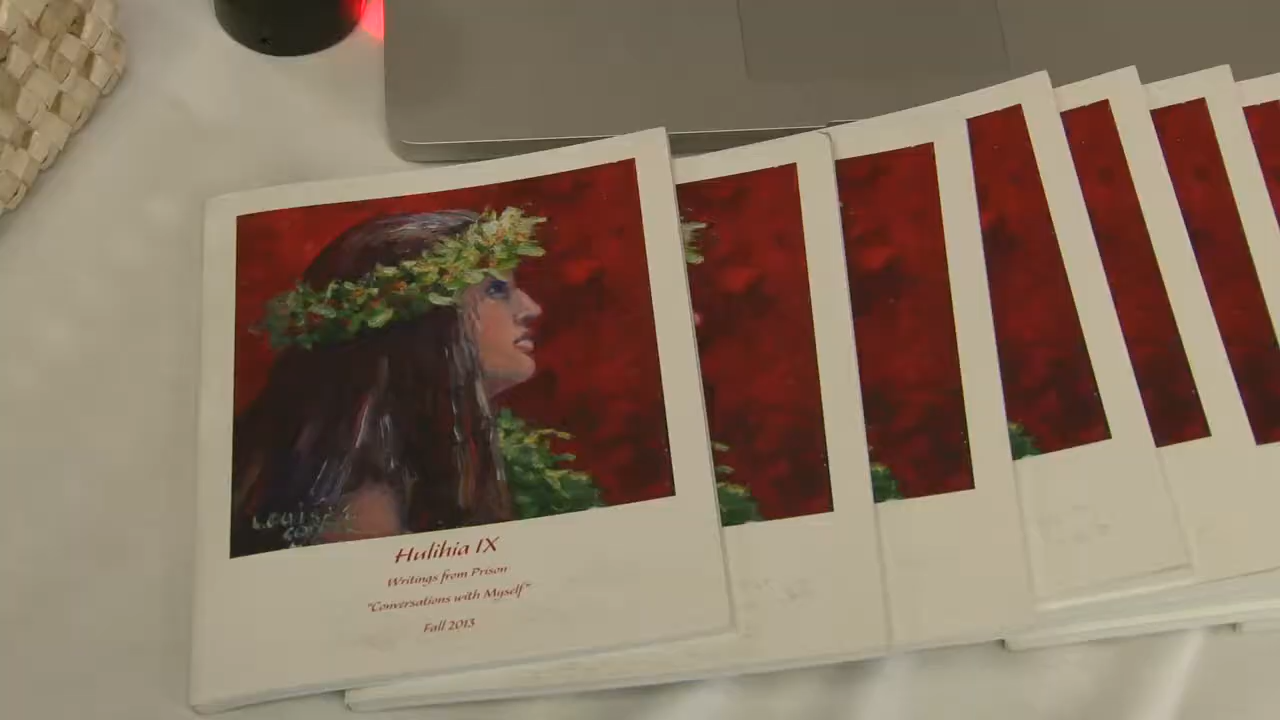 Hulihia IX
Writings from Prison
"Conversations with Myself"
Fall 2013